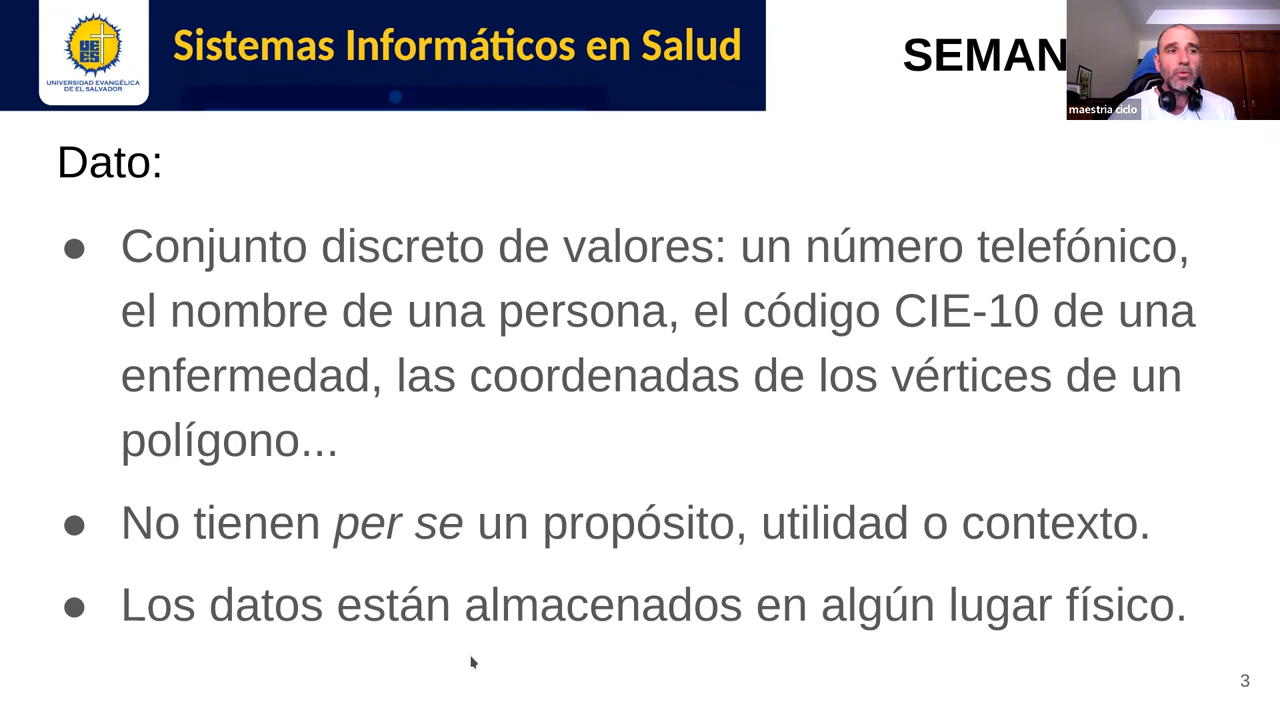 Sistemas Informáticos en Salud
SEMAN
UNIVERSIDAD EVANGÉLICA
DE EL SALVADOR
maestria ciclo
Dato:
● Conjunto discreto de valores: un número telefónico,
el nombre de una persona, el código CIE-10 de una
enfermedad, las coordenadas de los vértices de un
polígono...
● No tienen per se un propósito, utilidad o contexto.
● Los datos están almacenados en algún lugar físico.
3